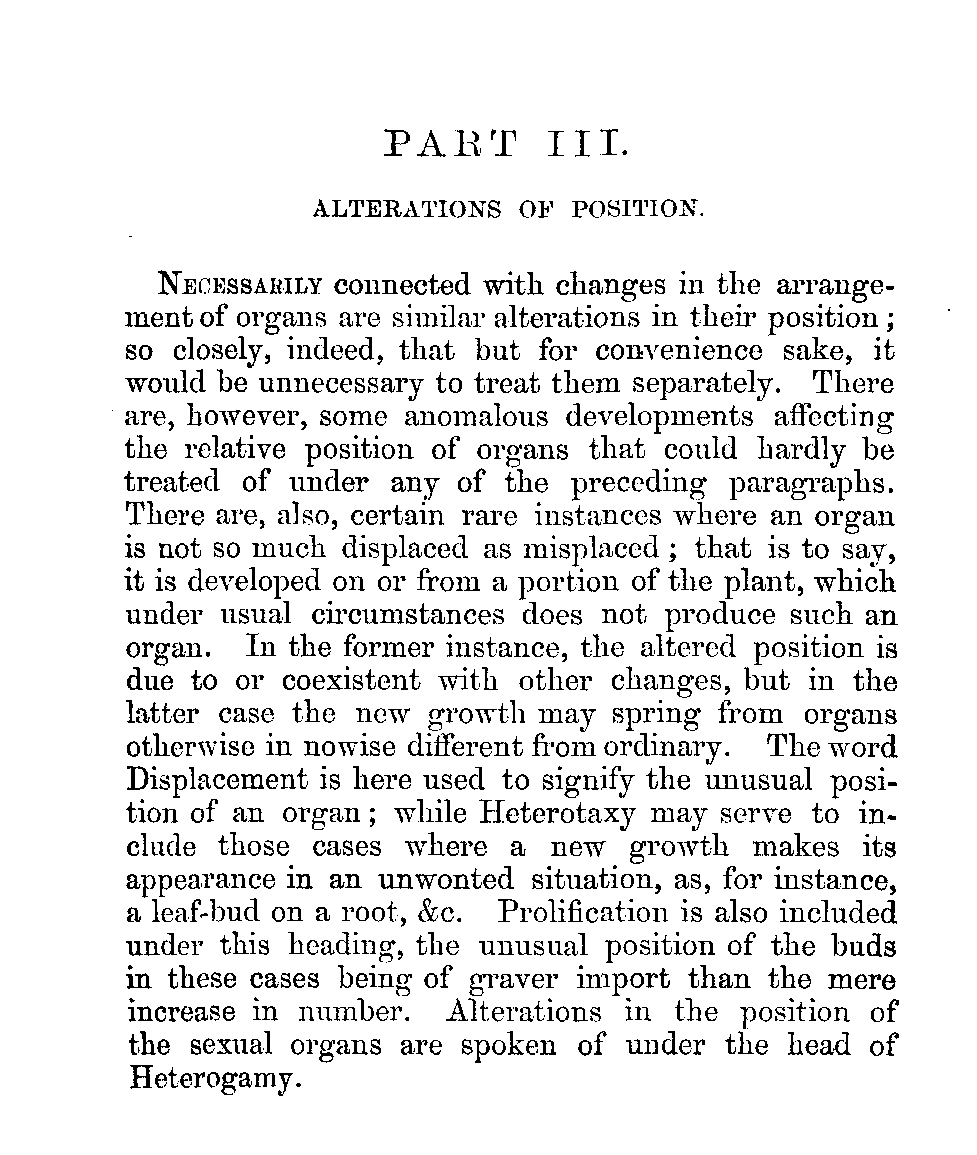 PART III.
ALTERATIONS OF POSITION.
NECESSARILY connected with changes in the arrange-
ment of organs are similar alterations in their position;
so closely, indeed, that but for convenience sake, it
would be unnecessary to treat them separately. There
are, however, some anomalous developments affecting
the relative position of organs that could hardly be
treated of under any of the preceding paragraphs.
There are, also, certain rare instances where an organ
is not so much displaced as misplaced; that is to say,
it is developed on or from a portion of the plant, which
under usual circumstances does not produce such an
organ. In the former instance, the altered position is
due to or coexistent with other changes, but in the
latter case the new growth may spring from organs
otherwise in nowise different from ordinary. The word
Displacement is here used to signify the unusual posi-
tion of an organ; while Heterotaxy may serve to in-
clude those cases where a new growth makes its
appearance in an unwonted situation, as, for instance,
a leaf-bud on a root, &c. Prolification is also included
under this heading, the unusual position of the buds
in these cases being of graver import than the mere
increase in number. Alterations in the position of
the sexual organs are spoken of under the head of
Heterogamy.